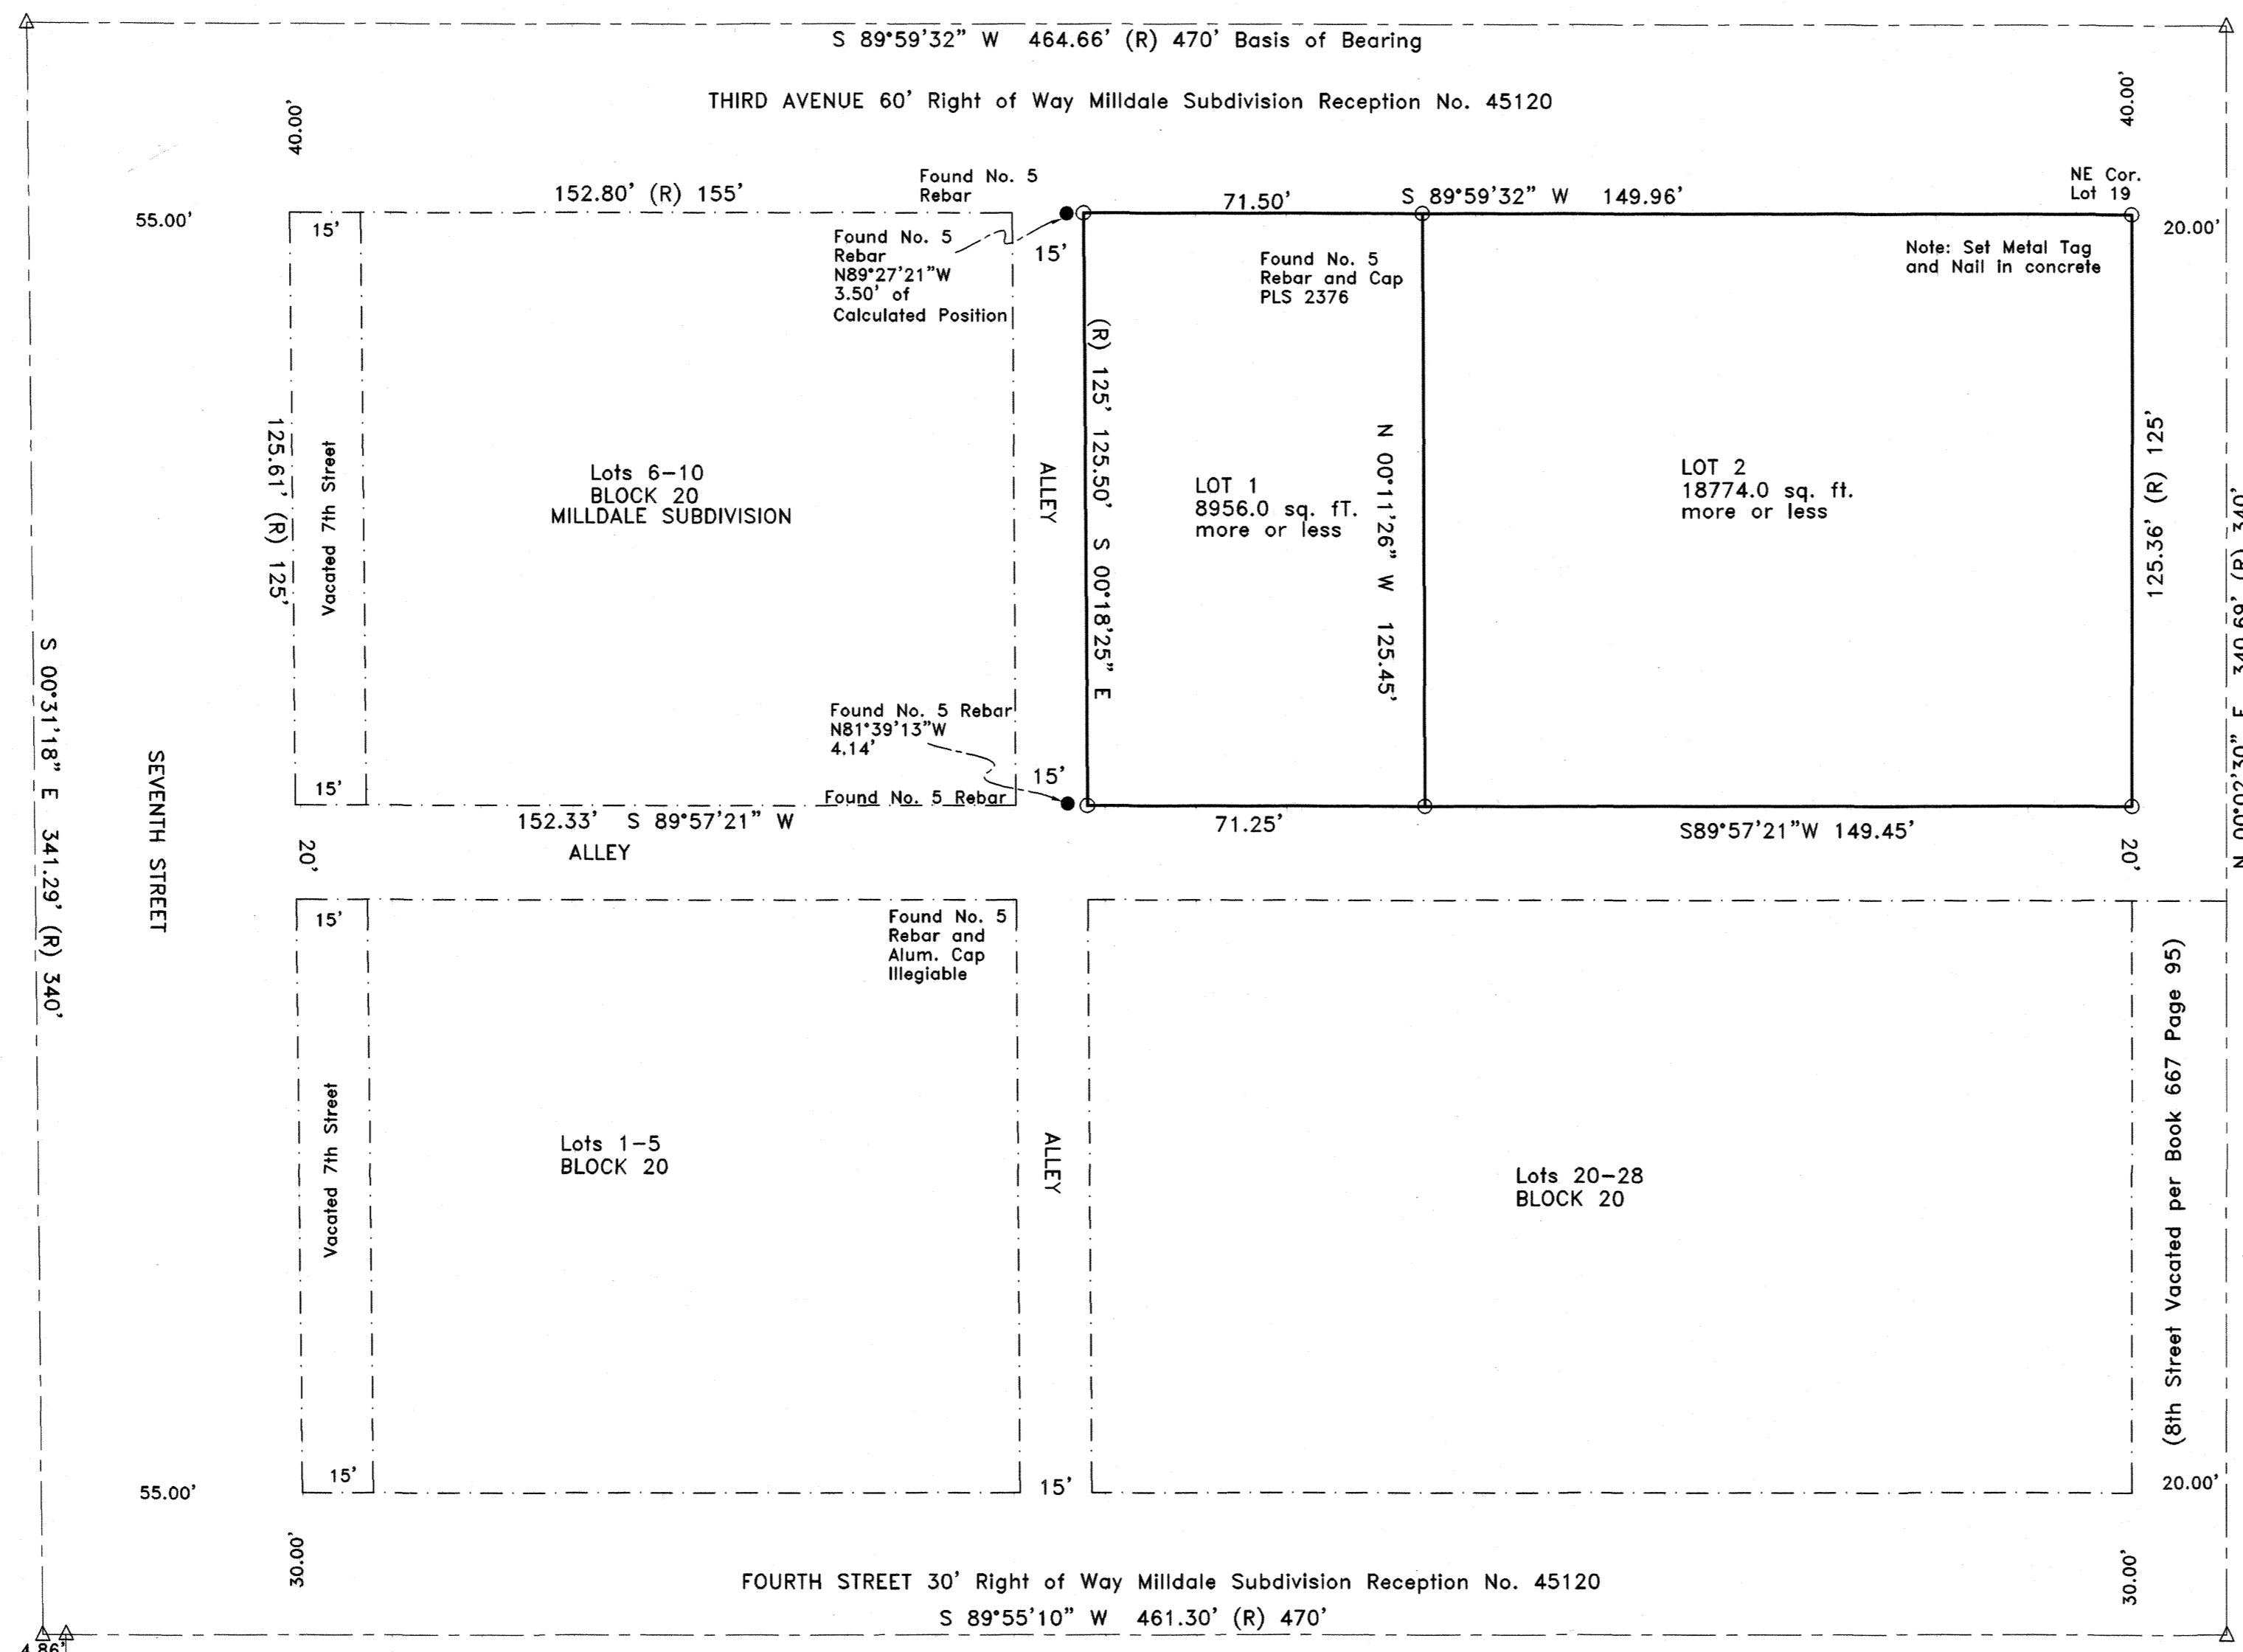 S 89°59'32" W 464.66' (R) 470' Basis of Bearing
THIRD AVENUE 60' Right of Way Milldale Subdivision Reception No. 45120
40.00'
40.00'
55.00'
152.80' (R) 155'
Found No. 5
Rebar
71.50'
S 89°59'32" W 149.96'
NE Cor.
Lot 19
20.00'
15'
Found No. 5
Rebar
N89°27'21"W
3.50' of
Calculated Position
15'
Found No. 5
Rebar and Cap
PLS 2376
Note: Set Metal Tag
and Nail in concrete
125.61' (R) 125'
Vacated 7th Street
Lots 6-10
BLOCK 20
MILLDALE SUBDIVISION
ALLEY
(R) 125' 125.50' S 00°18'25" E
LOT 1
8956.0 sq. fT.
more or less
N 00°11'26" W 125.45'
LOT 2
18774.0 sq. ft.
more or less
125.36' (R) 125'
S 00°31'18" E 341.29' (R) 340'
SEVENTH STREET
Found No. 5 Rebar
N81°39'13"W
4.14'
15'
15'
Found No. 5 Rebar
152.33' S 89°57'21" W
71.25'
S89°57'21"W 149.45'
20'
ALLEY
20'
15'
Found No. 5
Rebar and
Alum. Cap
Illegiable
Vacated 7th Street
Lots 1-5
BLOCK 20
ALLEY
Lots 20-28
BLOCK 20
(8th Street Vacated per Book 667 Page 95)
55.00'
15'
15'
20.00'
30.00'
30.00'
FOURTH STREET 30' Right of Way Milldale Subdivision Reception No. 45120
S 89°55'10" W 461.30' (R) 470'
4.86'